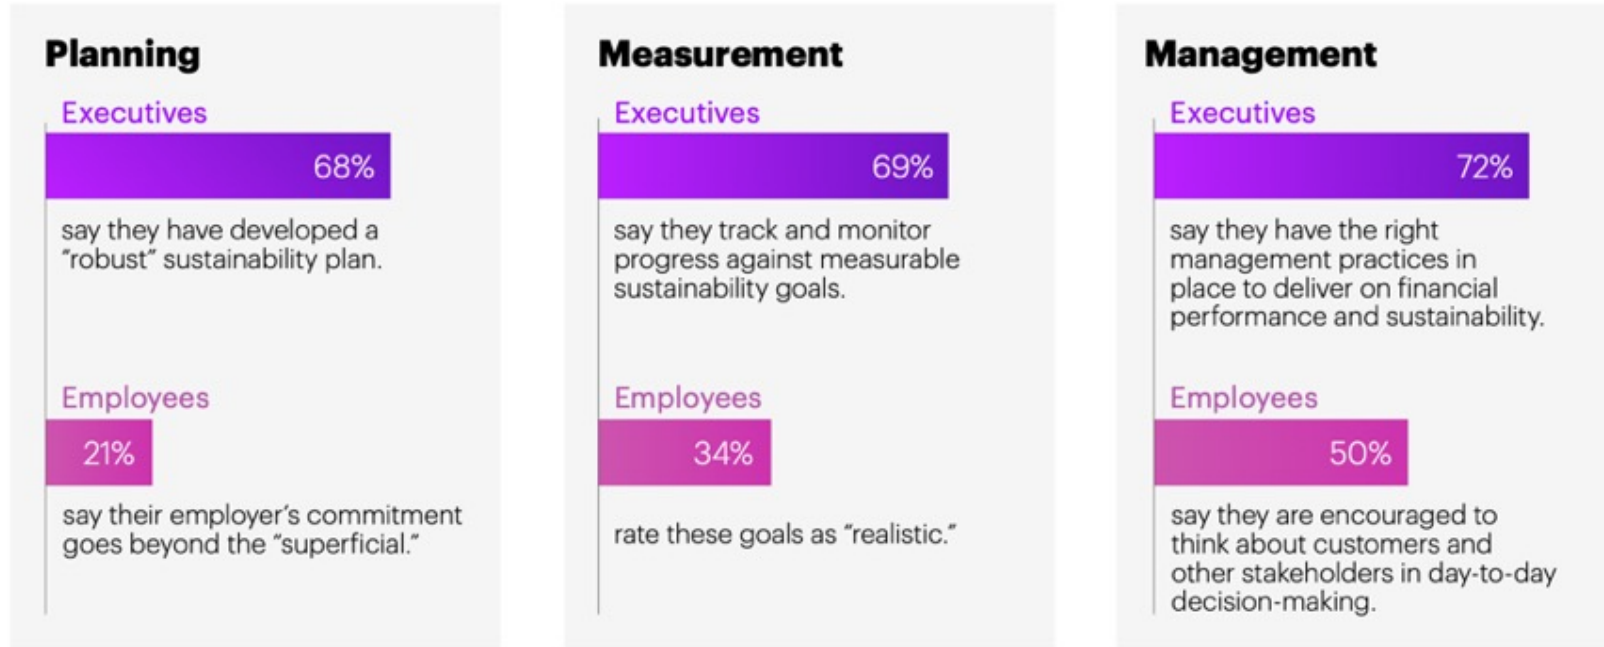 Planning
Executives
68%
say they have developed a
“robust” sustainability plan.
Employees
21%
say their employer’s commitment
goes beyond the “superficial.”
Measurement
Executives
69%
say they track and monitor
progress against measurable
sustainability goals.
Employees
34%
rate these goals as “realistic.”
Management
Executives
72%
say they have the right
management practices in
place to deliver on financial
performance and sustainability.
Employees
50%
say they are encouraged to
think about customers and
other stakeholders in day-to-day
decision-making.